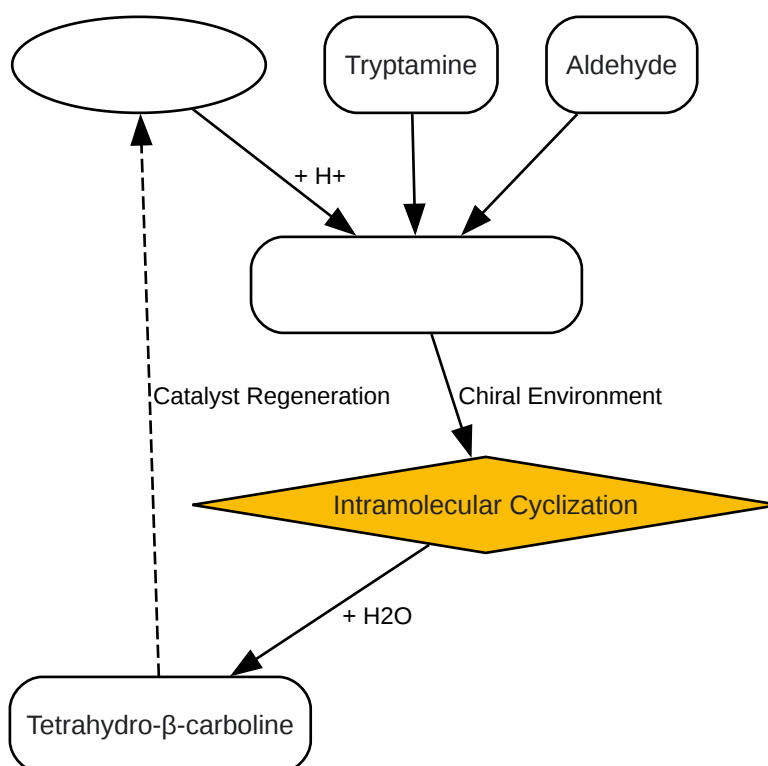 Tryptamine
Aldehyde
+ H+
Catalyst Regeneration
Chiral Environment
Intramolecular Cyclization
+ H2O
Tetrahydro-β-carboline